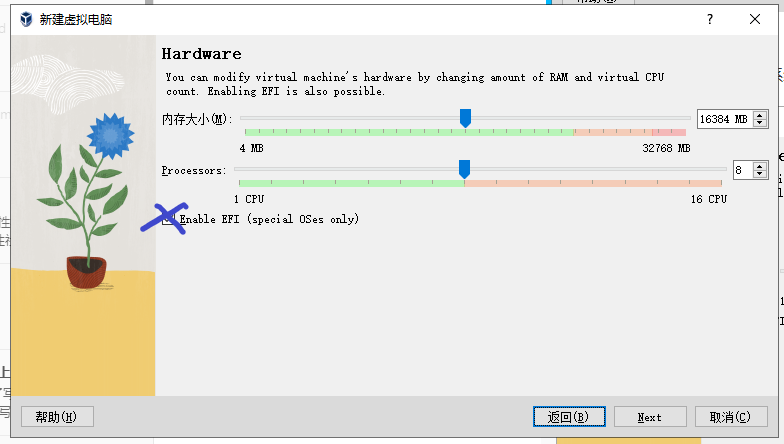 新建虚拟电脑
?
Hardware
You can modify virtual machine's hardware by changing amount of RAM and virtual CPU
count. Enabling EFI is also possible.
内存大小(M):
16384 MB
4 MB
32768 MB
Processors:
8
1 CPU
16 CPU
Enable EFI (special OSes only)
帮助(H)
返回(B)
Next
取消(C)